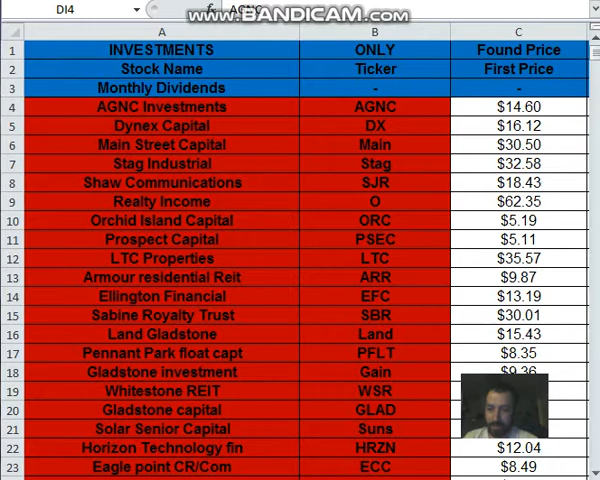 DI4 fx AGNC
www.BANDICAM.com
A B C
1 INVESTMENTS ONLY Found Price
2 Stock Name Ticker First Price
3 Monthly Dividends - -
4 AGNC Investments AGNC $14.60
5 Dynex Capital DX $16.12
6 Main Street Capital Main $30.50
7 Stag Industrial Stag $32.58
8 Shaw Communications SJR $18.43
9 Realty Income O $62.35
10 Orchid Island Capital ORC $5.19
11 Prospect Capital PSEC $5.11
12 LTC Properties LTC $35.57
13 Armour residential Reit ARR $9.87
14 Ellington Financial EFC $13.19
15 Sabine Royalty Trust SBR $30.01
16 Land Gladstone Land $15.43
17 Pennant Park float capt PFLT $8.35
18 Gladstone investment Gain $9.36
19 Whitestone REIT WSR
20 Gladstone capital GLAD
21 Solar Senior Capital Suns
22 Horizon Technology fin HRZN $12.04
23 Eagle point CR/Com ECC $8.49